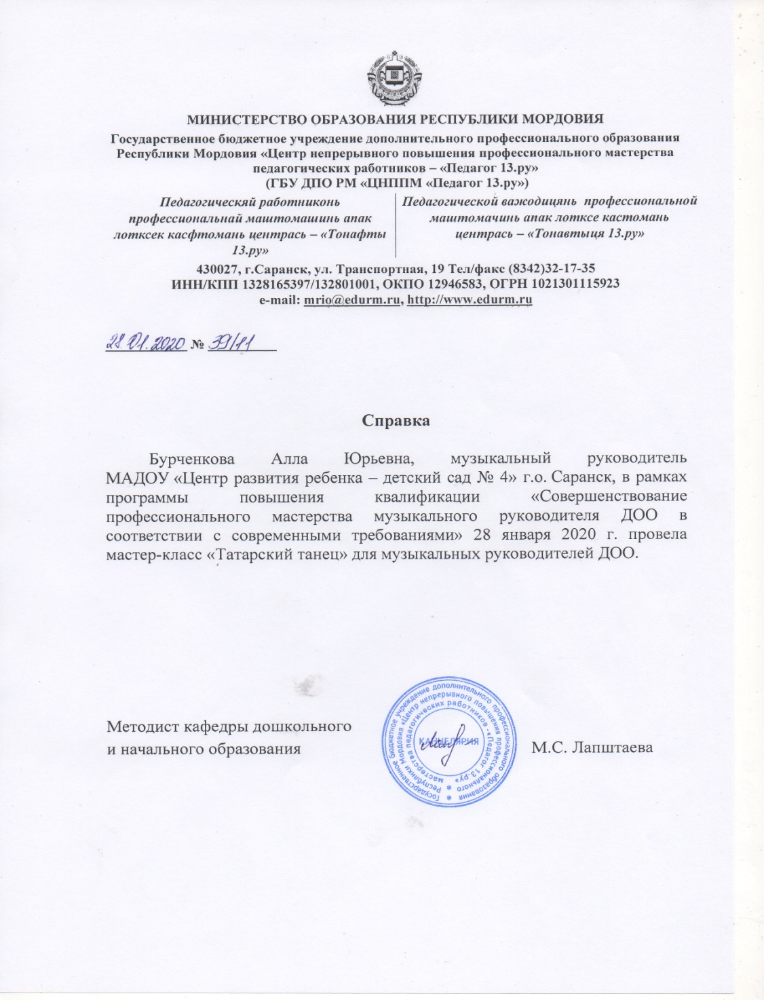 МИНИСТЕРСТВО ОБРАЗОВАНИЯ РЕСПУБЛИКИ МОРДОВИЯ
Государственное бюджетное учреждение дополнительного профессионального образования
Республики Мордовия «Центр непрерывного повышения профессионального мастерства
педагогических работников – «Педагог 13.ру»
(ГБУ ДПО РМ «ЦНППМ «Педагог 13.ру»)
Педагогическяй работниконь
профессиональнай маштомашинь апак
лотксек касфтомань центрась – «Тонафты
13.ру»
Педагогической важодицянь профессиональной
маштомачинь апак лотксе кастомань
центрась – «Тонавтыця 13.ру»
430027, г.Саранск, ул. Транспортная, 19 Тел/факс (8342)32-17-35
ИНН/КПП 1328165397/132801001, ОКПО 12946583, ОГРН 1021301115923
e-mail: mrio@edurm.ru, http://www.edurm.ru
28.01.2020 № 39/11
Справка
Бурченкова Алла Юрьевна, музыкальный руководитель
МАДОУ «Центр развития ребенка – детский сад № 4» г.о. Саранск, в рамках
программы повышения квалификации «Совершенствование
профессионального мастерства музыкального руководителя ДОО в
соответствии с современными требованиями» 28 января 2020 г. провела
мастер-класс «Татарский танец» для музыкальных руководителей ДОО.
Методист кафедры дошкольного
и начального образования
Государственное бюджетное учреждение дополнительного профессионального образования
Республики Мордовия «Центр непрерывного повышения профессионального
мастерства педагогических работников - «Педагог 13.ру»
КАНЦЕЛЯРИЯ
М.С. Лапштаева